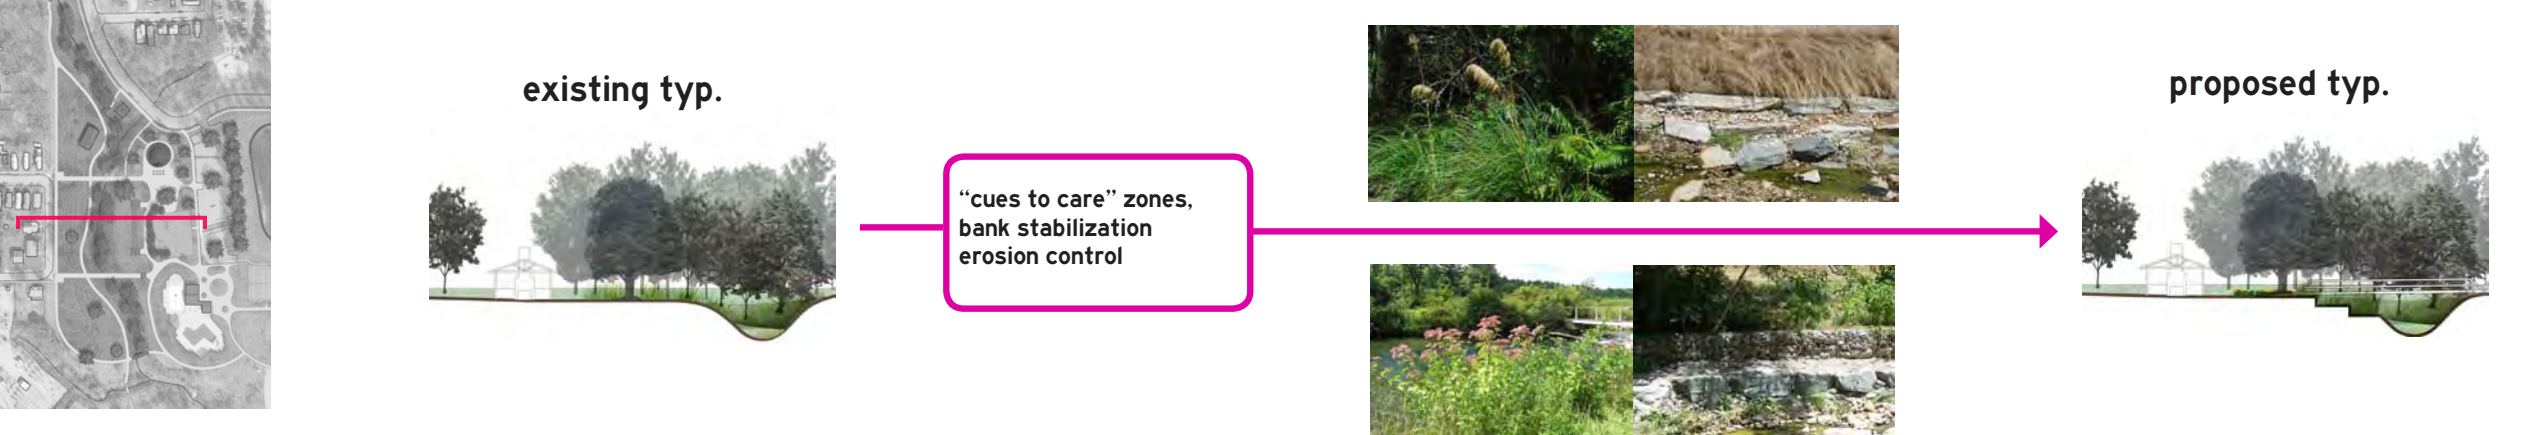 existing typ.
“cues to care” zones,
bank stabilization
erosion control
proposed typ.